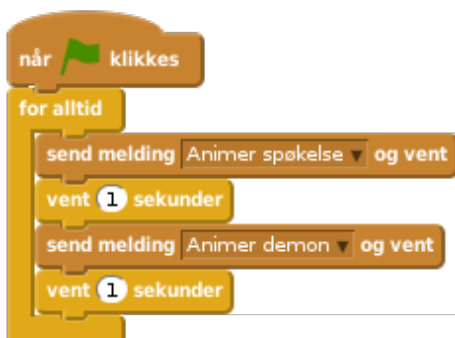 når klikkes
for alltid
send melding Animer spøkelse og vent
vent 1 sekunder
send melding Animer demon og vent
vent 1 sekunder